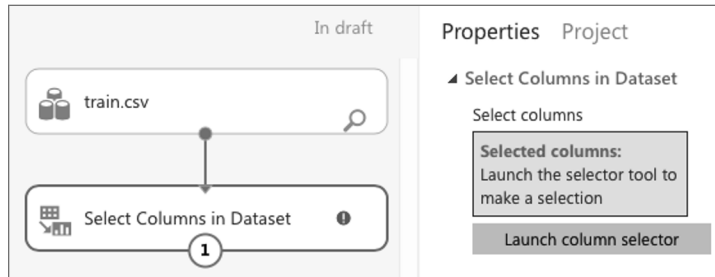 In draft
train.csv
Select Columns in Dataset
1
Properties Project
Select Columns in Dataset
Select columns
Selected columns:
Launch the selector tool to
make a selection
Launch column selector